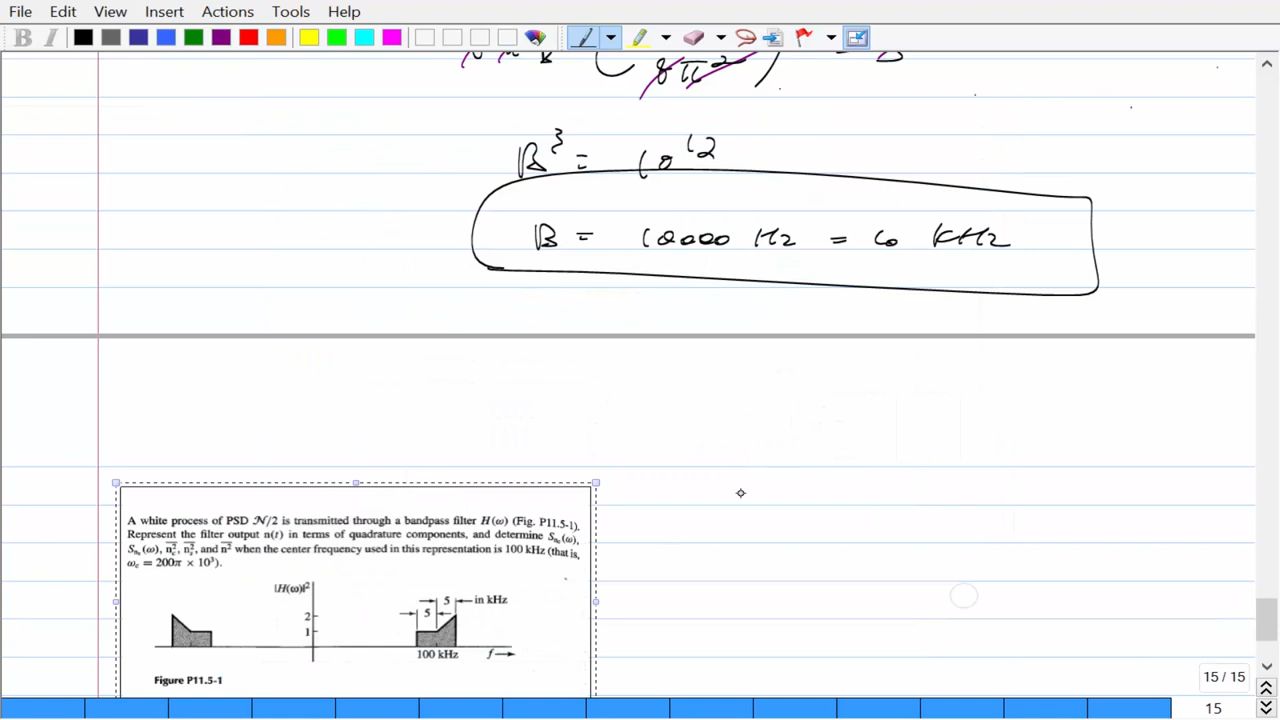 File Edit View Insert Actions Tools Help
8π²
B³ = 10¹²
B = 10000 Hz = 10 KHz
A white process of PSD 𝒩/2 is transmitted through a bandpass filter H(ω) (Fig. P11.5-1).
Represent the filter output n(t) in terms of quadrature components, and determine Sₙc(ω),
Sₙs(ω), n̅c², n̅s², and n̅² when the center frequency used in this representation is 100 kHz (that is,
ωc = 200π × 10³).
|H(ω)|²
5 in kHz
5
2
1
100 kHz f
Figure P11.5-1
15 / 15
15